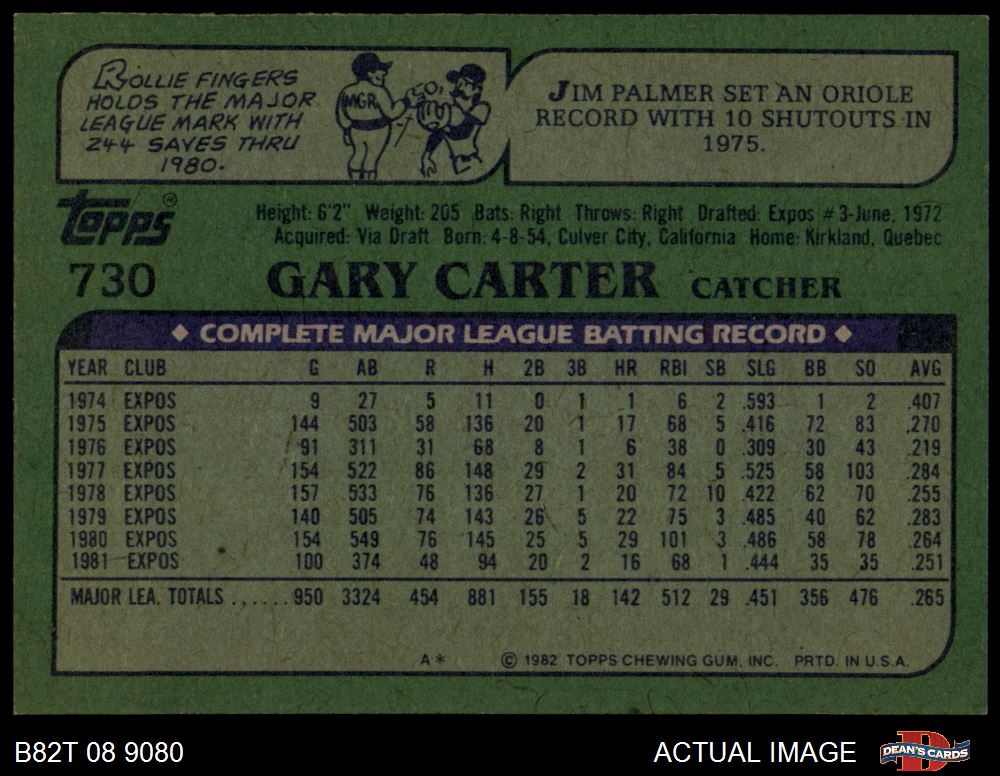 ROLLIE FINGERS
HOLDS THE MAJOR
LEAGUE MARK WITH
244 SAVES THRU
1980.
MGR.
50,
JIM PALMER SET AN ORIOLE
RECORD WITH 10 SHUTOUTS IN
1975.
Topps®
Height: 6'2" Weight: 205 Bats: Right Throws: Right Drafted: Expos #3-June, 1972
Acquired: Via Draft Born: 4-8-54, Culver City, California Home: Kirkland, Quebec
730 GARY CARTER CATCHER
◆ COMPLETE MAJOR LEAGUE BATTING RECORD ◆
YEAR CLUB G AB R H 2B 3B HR RBI SB SLG BB SO AVG
1974 EXPOS 9 27 5 11 0 1 1 6 2 .593 1 2 .407
1975 EXPOS 144 503 58 136 20 1 17 68 5 .416 72 83 .270
1976 EXPOS 91 311 31 68 8 1 6 38 0 .309 30 43 .219
1977 EXPOS 154 522 86 148 29 2 31 84 5 .525 58 103 .284
1978 EXPOS 157 533 76 136 27 1 20 72 10 .422 62 70 .255
1979 EXPOS 140 505 74 143 26 5 22 75 3 .485 40 62 .283
1980 EXPOS 154 549 76 145 25 5 29 101 3 .486 58 78 .264
1981 EXPOS 100 374 48 94 20 2 16 68 1 .444 35 35 .251
MAJOR LEA. TOTALS ......950 3324 454 881 155 18 142 512 29 .451 356 476 .265
A* © 1982 TOPPS CHEWING GUM, INC. PRTD. IN U.S.A.
B82T 08 9080 ACTUAL IMAGE DEAN'S CARDS